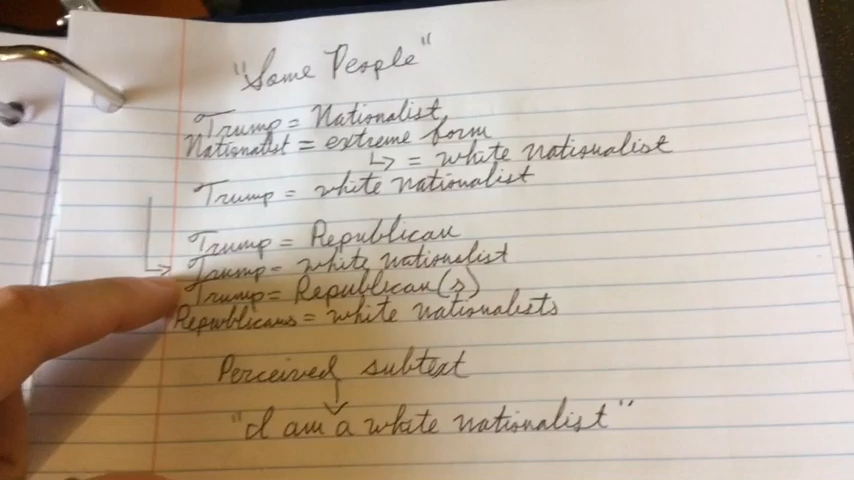 "Some People"
Trump = Nationalist
Nationalist = extreme form
↳ = white nationalist
Trump = white nationalist
Trump = Republican
Trump = white nationalist
Trump = Republican(s)
Republicans = white nationalists
Perceived subtext
"I am a white nationalist"